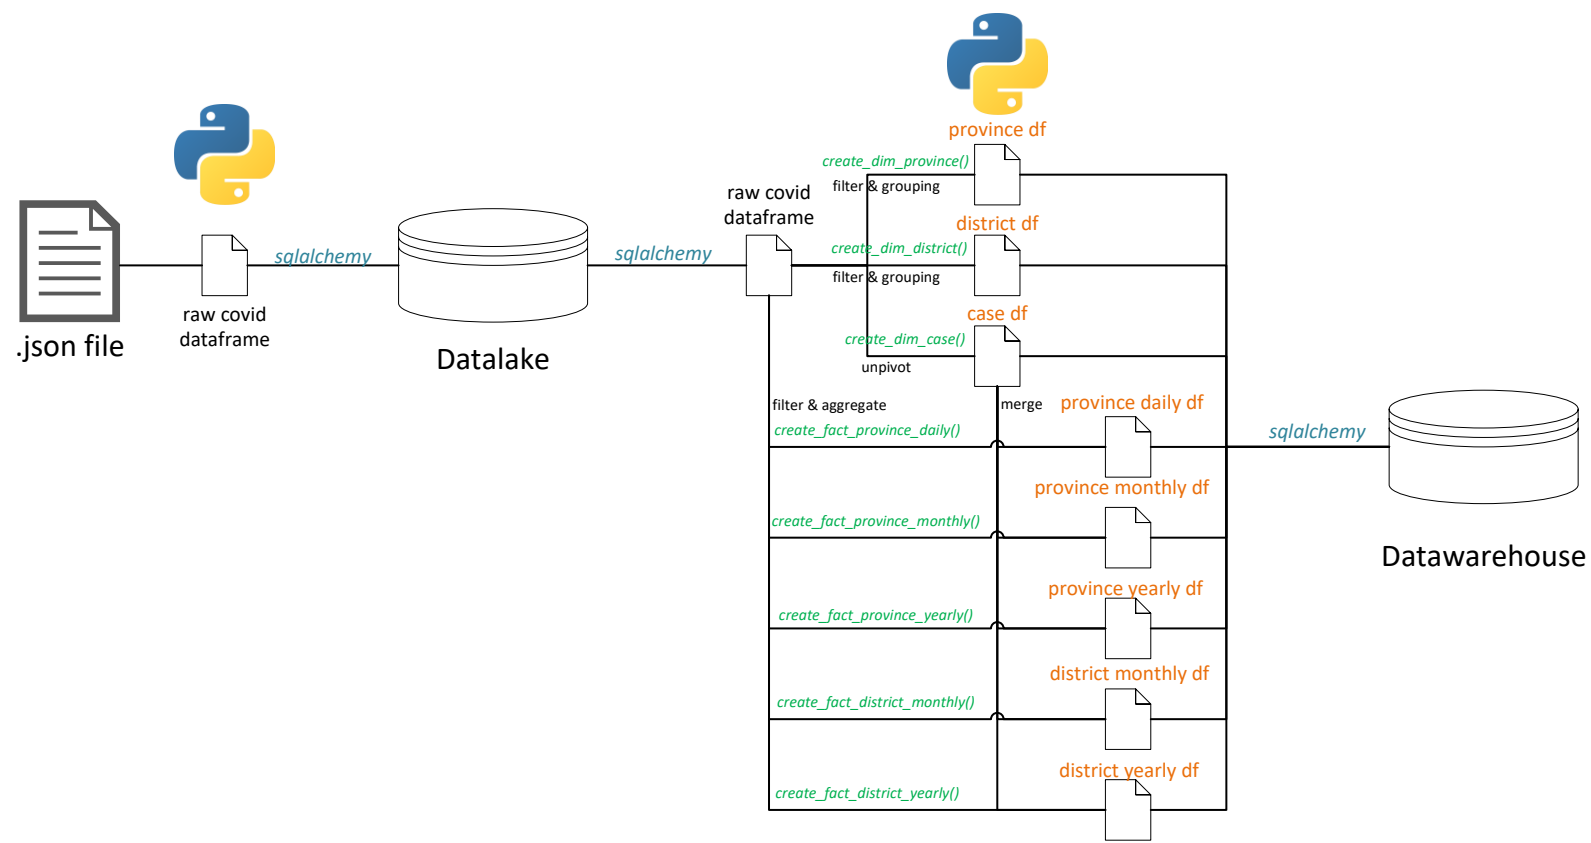 .json file
raw covid
dataframe
sqlalchemy
Datalake
sqlalchemy
raw covid
dataframe
province df
create_dim_province()
filter & grouping
district df
create_dim_district()
filter & grouping
case df
create_dim_case()
unpivot
filter & aggregate
merge
province daily df
create_fact_province_daily()
province monthly df
create_fact_province_monthly()
province yearly df
create_fact_province_yearly()
district monthly df
create_fact_district_monthly()
district yearly df
create_fact_district_yearly()
sqlalchemy
Datawarehouse